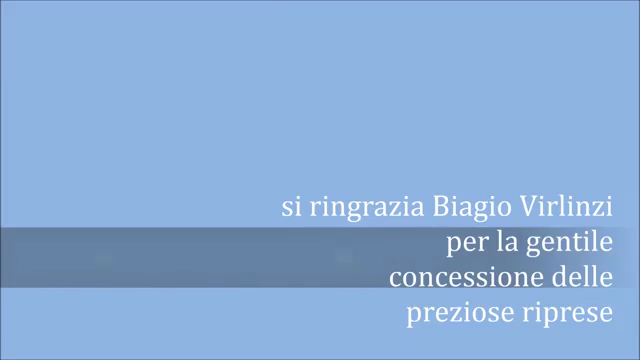 si ringrazia Biagio Virlinzi
per la gentile
concessione delle
preziose riprese